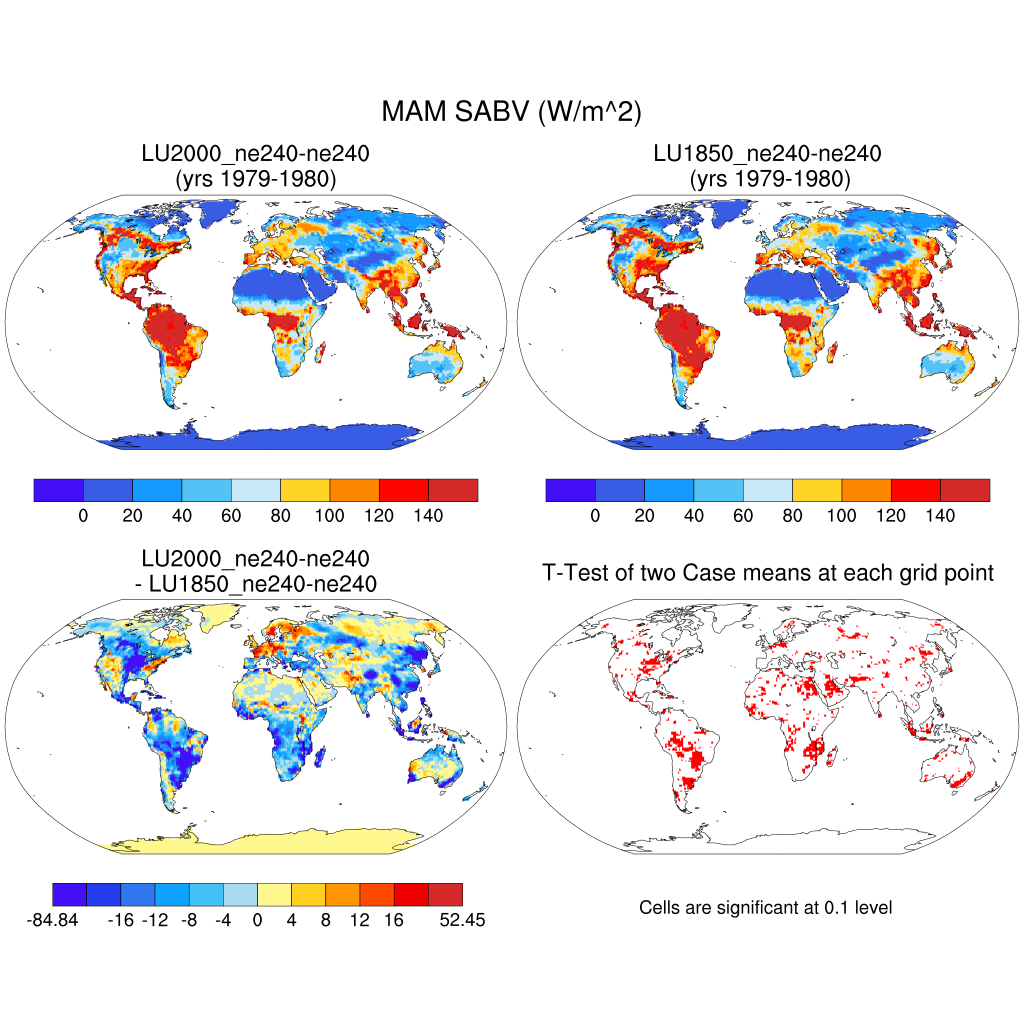 MAM SABV (W/m^2)
LU2000_ne240-ne240
(yrs 1979-1980)
LU1850_ne240-ne240
(yrs 1979-1980)
0 20 40 60 80 100 120 140
0 20 40 60 80 100 120 140
LU2000_ne240-ne240
- LU1850_ne240-ne240
T-Test of two Case means at each grid point
-84.84 -16 -12 -8 -4 0 4 8 12 16 52.45
Cells are significant at 0.1 level